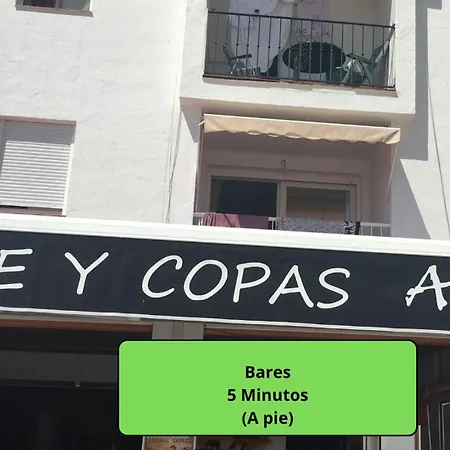 E Y COPAS A
Bares
5 Minutos
(A pie)